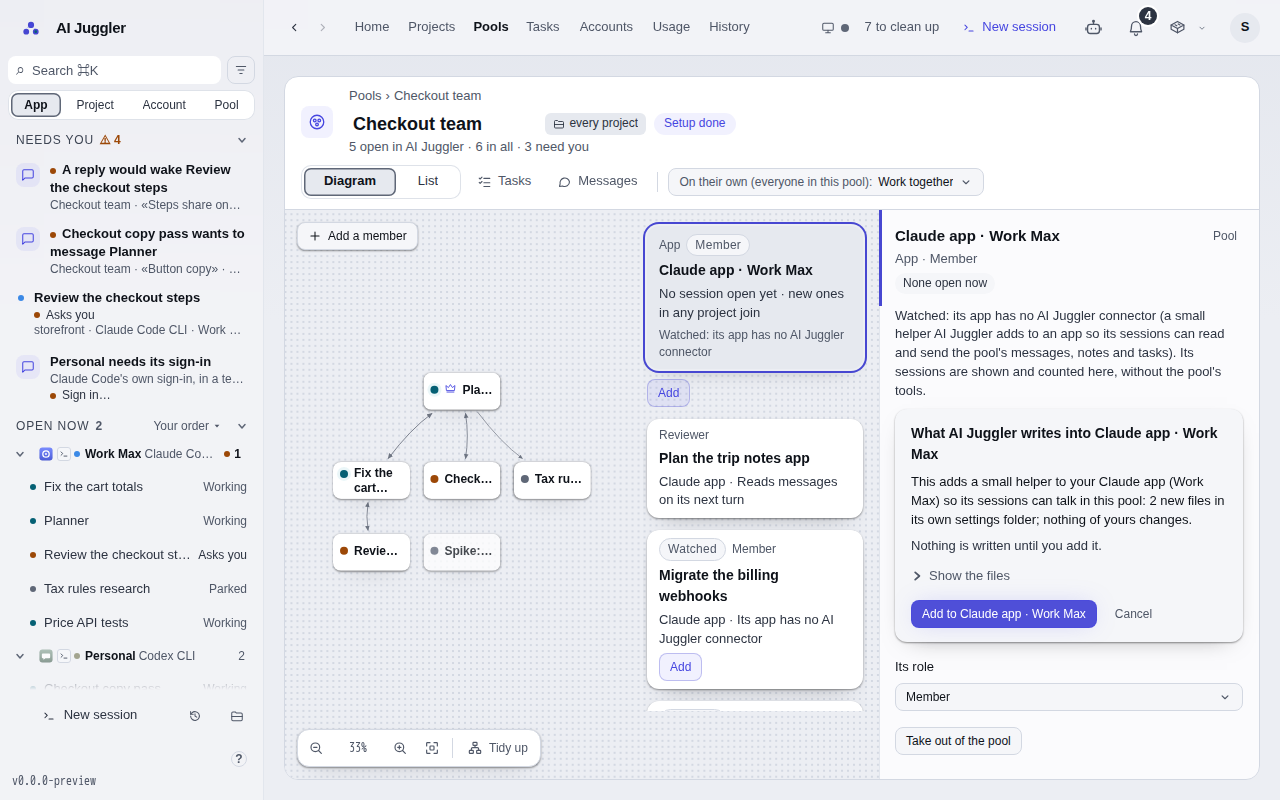 AI Juggler
Search ⌘K
App Project Account Pool
NEEDS YOU 4
A reply would wake Review
the checkout steps
Checkout team · «Steps share on…
Checkout copy pass wants to
message Planner
Checkout team · «Button copy» · …
Review the checkout steps
Asks you
storefront · Claude Code CLI · Work …
Personal needs its sign-in
Claude Code's own sign-in, in a te…
Sign in…
OPEN NOW 2 Your order
Work Max Claude Co… 1
Fix the cart totals Working
Planner Working
Review the checkout st… Asks you
Tax rules research Parked
Price API tests Working
Personal Codex CLI 2
Checkout copy pass Working
New session
?
v0.0.0-preview
Home Projects Pools Tasks Accounts Usage History
7 to clean up
New session
4
S
Pools › Checkout team
Checkout team
every project
Setup done
5 open in AI Juggler · 6 in all · 3 need you
Diagram List Tasks Messages
On their own (everyone in this pool): Work together
Add a member
Pla…
Fix the
cart…
Check…
Tax ru…
Revie…
Spike:…
33%
Tidy up
App Member
Claude app · Work Max
No session open yet · new ones
in any project join
Watched: its app has no AI Juggler
connector
Add
Reviewer
Plan the trip notes app
Claude app · Reads messages
on its next turn
Watched Member
Migrate the billing
webhooks
Claude app · Its app has no AI
Juggler connector
Add
Claude app · Work Max Pool
App · Member
None open now
Watched: its app has no AI Juggler connector (a small
helper AI Juggler adds to an app so its sessions can read
and send the pool's messages, notes and tasks). Its
sessions are shown and counted here, without the pool's
tools.
What AI Juggler writes into Claude app · Work
Max
This adds a small helper to your Claude app (Work
Max) so its sessions can talk in this pool: 2 new files in
its own settings folder; nothing of yours changes.
Nothing is written until you add it.
Show the files
Add to Claude app · Work Max Cancel
Its role
Member
Take out of the pool